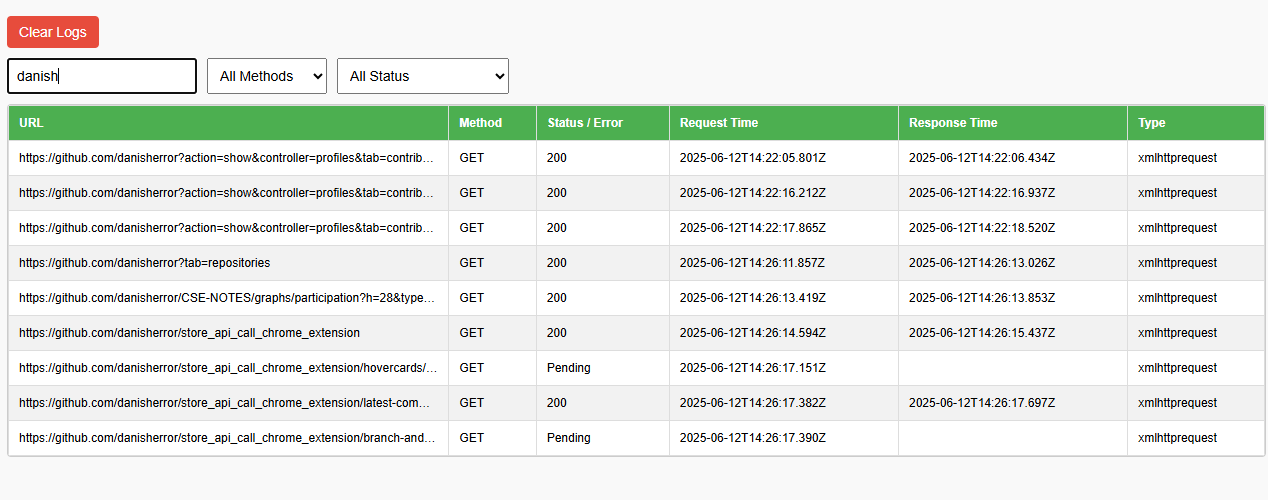 Clear Logs
danish All Methods All Status
URL Method Status / Error Request Time Response Time Type
https://github.com/danisherror?action=show&controller=profiles&tab=contrib... GET 200 2025-06-12T14:22:05.801Z 2025-06-12T14:22:06.434Z xmlhttprequest
https://github.com/danisherror?action=show&controller=profiles&tab=contrib... GET 200 2025-06-12T14:22:16.212Z 2025-06-12T14:22:16.937Z xmlhttprequest
https://github.com/danisherror?action=show&controller=profiles&tab=contrib... GET 200 2025-06-12T14:22:17.865Z 2025-06-12T14:22:18.520Z xmlhttprequest
https://github.com/danisherror?tab=repositories GET 200 2025-06-12T14:26:11.857Z 2025-06-12T14:26:13.026Z xmlhttprequest
https://github.com/danisherror/CSE-NOTES/graphs/participation?h=28&type... GET 200 2025-06-12T14:26:13.419Z 2025-06-12T14:26:13.853Z xmlhttprequest
https://github.com/danisherror/store_api_call_chrome_extension GET 200 2025-06-12T14:26:14.594Z 2025-06-12T14:26:15.437Z xmlhttprequest
https://github.com/danisherror/store_api_call_chrome_extension/hovercards/... GET Pending 2025-06-12T14:26:17.151Z xmlhttprequest
https://github.com/danisherror/store_api_call_chrome_extension/latest-com... GET 200 2025-06-12T14:26:17.382Z 2025-06-12T14:26:17.697Z xmlhttprequest
https://github.com/danisherror/store_api_call_chrome_extension/branch-and... GET Pending 2025-06-12T14:26:17.390Z xmlhttprequest